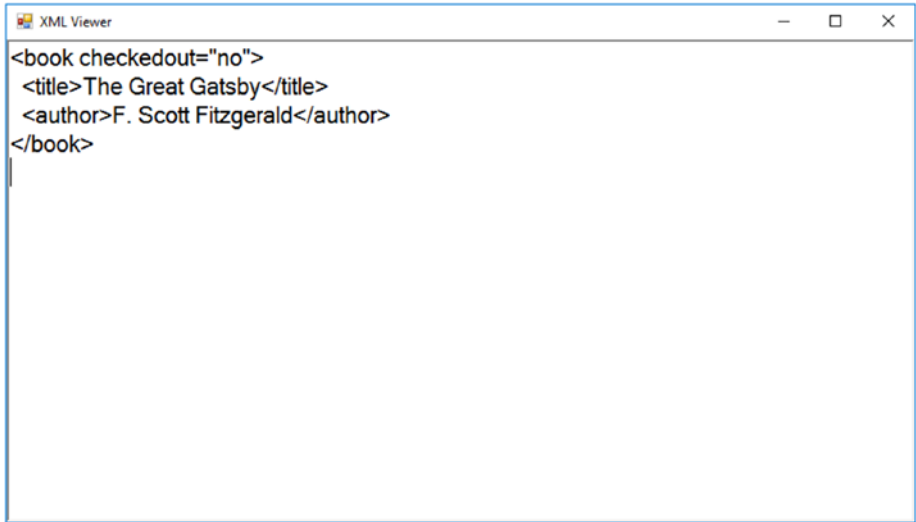 XML Viewer
<book checkedout="no">
  <title>The Great Gatsby</title>
  <author>F. Scott Fitzgerald</author>
</book>